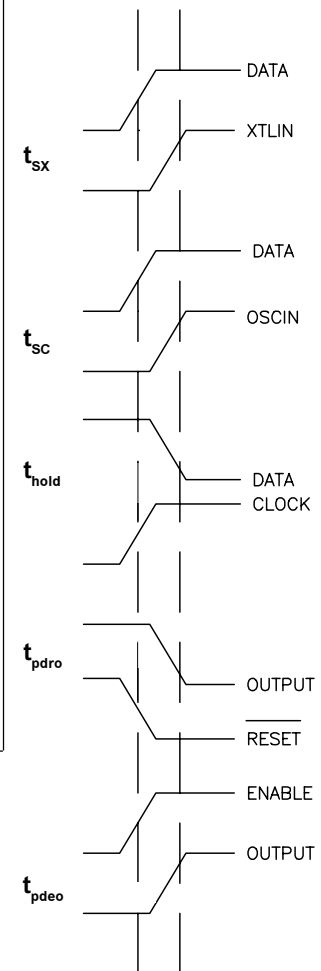 DATA
t_SX
XTLIN
DATA
t_SC
OSCIN
t_hold
DATA
CLOCK
t_pdro
OUTPUT
RESET
ENABLE
t_pdeo
OUTPUT